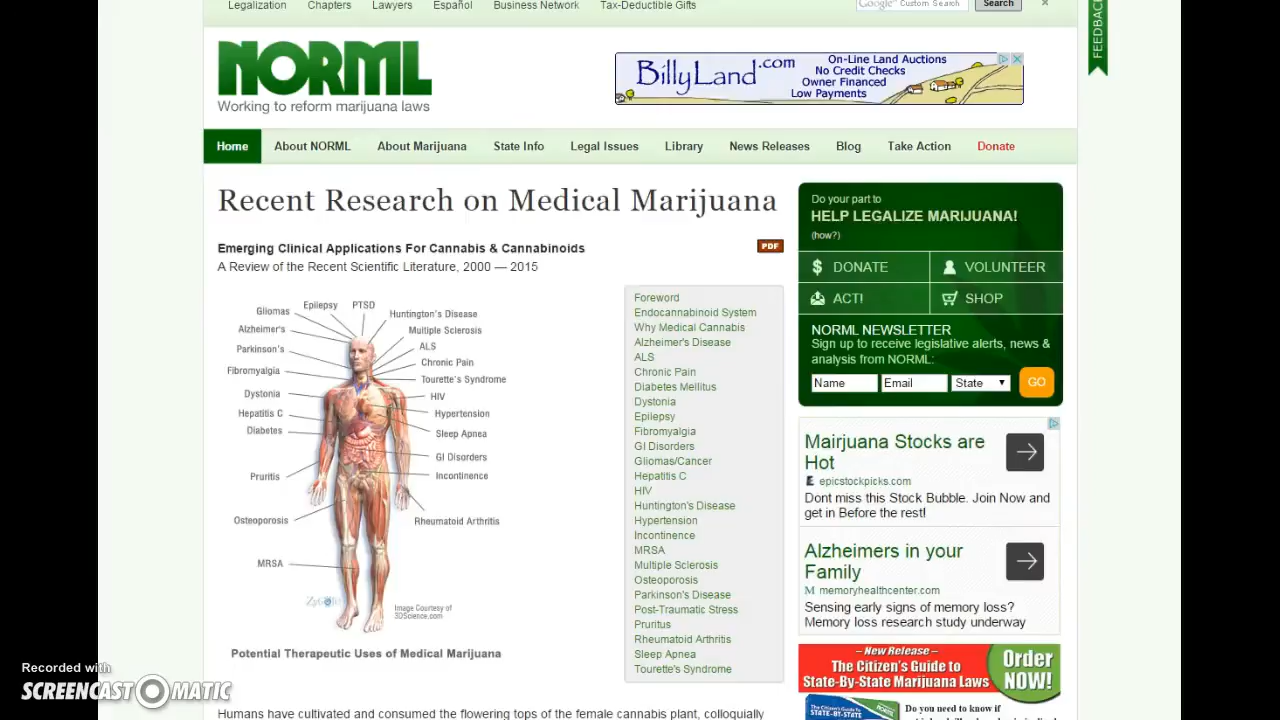 Legalization Chapters Lawyers Español Business Network Tax-Deductible Gifts
Google Custom Search Search ×
FEEDBACK
NORML
Working to reform marijuana laws
BillyLand.com
On-Line Land Auctions
No Credit Checks
Owner Financed
Low Payments
Home About NORML About Marijuana State Info Legal Issues Library News Releases Blog Take Action Donate
Recent Research on Medical Marijuana
Emerging Clinical Applications For Cannabis & Cannabinoids
PDF
A Review of the Recent Scientific Literature, 2000 — 2015
Epilepsy
PTSD
Gliomas
Huntington's Disease
Alzheimer's
Multiple Sclerosis
Parkinson's
ALS
Chronic Pain
Fibromyalgia
Tourette's Syndrome
Dystonia
HIV
Hepatitis C
Hypertension
Diabetes
Sleep Apnea
GI Disorders
Pruritis
Incontinence
Osteoporosis
Rheumatoid Arthritis
MRSA
Zygote
Image Courtesy of
3DScience.com
Potential Therapeutic Uses of Medical Marijuana
Foreword
Endocannabinoid System
Why Medical Cannabis
Alzheimer's Disease
ALS
Chronic Pain
Diabetes Mellitus
Dystonia
Epilepsy
Fibromyalgia
GI Disorders
Gliomas/Cancer
Hepatitis C
HIV
Huntington's Disease
Hypertension
Incontinence
MRSA
Multiple Sclerosis
Osteoporosis
Parkinson's Disease
Post-Traumatic Stress
Pruritus
Rheumatoid Arthritis
Sleep Apnea
Tourette's Syndrome
Humans have cultivated and consumed the flowering tops of the female cannabis plant, colloquially
Do your part to
HELP LEGALIZE MARIJUANA!
(how?)
$ DONATE VOLUNTEER
ACT! SHOP
NORML NEWSLETTER
Sign up to receive legislative alerts, news &
analysis from NORML:
Name Email State GO
Mairjuana Stocks are
Hot
epicstockpicks.com
Dont miss this Stock Bubble. Join Now and
get in Before the rest!
Alzheimers in your
Family
M memoryhealthcenter.com
Sensing early signs of memory loss?
Memory loss research study underway
– New Release –
The Citizen's Guide to
State-By-State Marijuana Laws
Order
NOW!
Do you need to know
Recorded with
SCREENCAST-O-MATIC